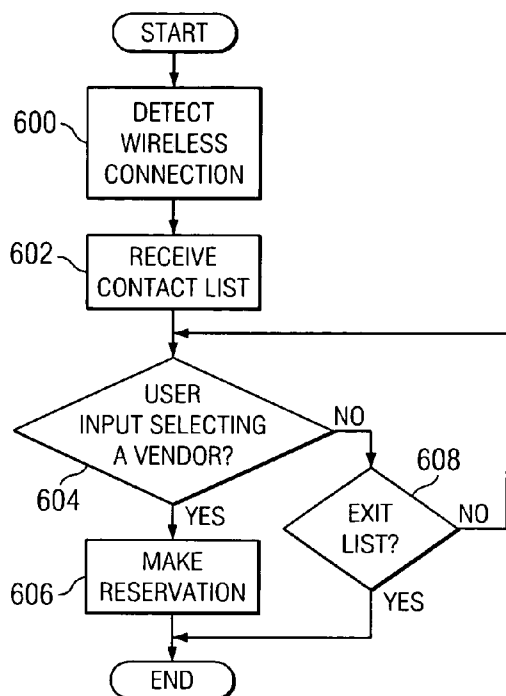 START
600
DETECT
WIRELESS
CONNECTION
602
RECEIVE
CONTACT LIST
USER
INPUT SELECTING
A VENDOR?
NO
604
YES
608
EXIT
LIST?
NO
YES
606
MAKE
RESERVATION
END